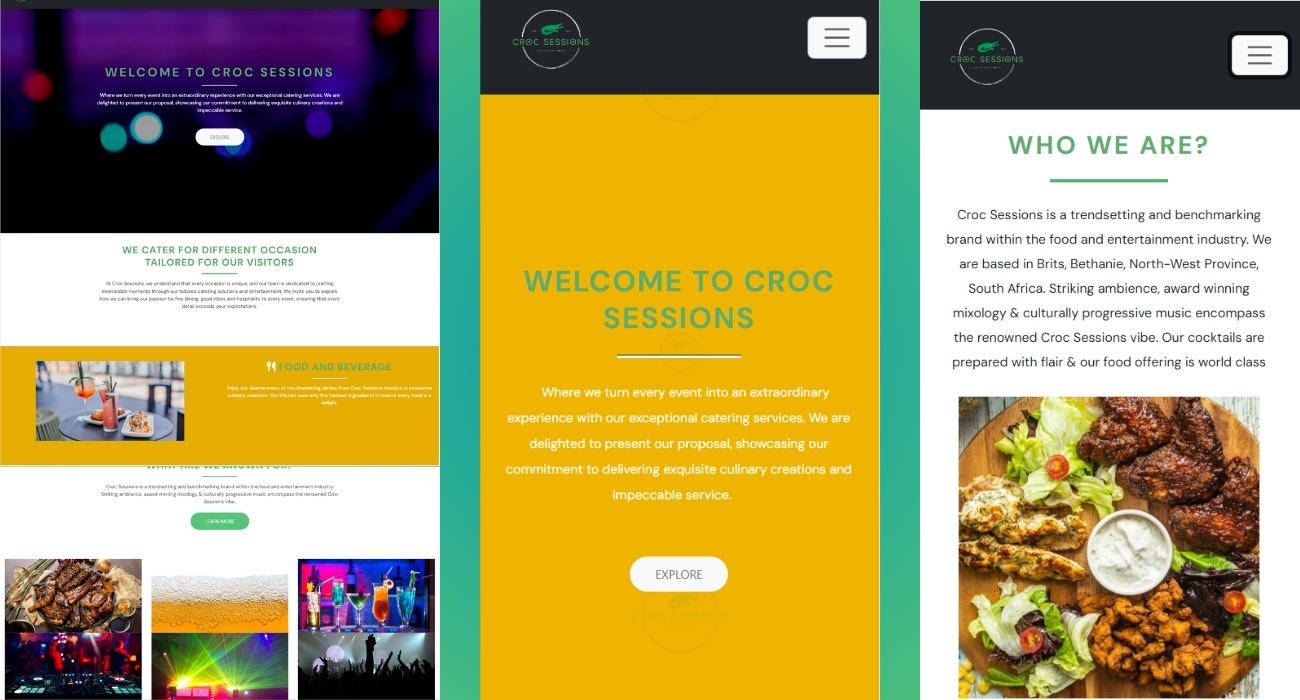 WELCOME TO CROC SESSIONS
Where we turn every event into an extraordinary experience with our exceptional catering services. We are
delighted to present our proposal, showcasing our commitment to delivering exquisite culinary creations and
impeccable service.
EXPLORE
WE CATER FOR DIFFERENT OCCASION
TAILORED FOR OUR VISITORS
At Croc Sessions, we understand that every occasion is unique, and our team is dedicated to crafting
memorable moments through our tailored catering solutions and entertainment. We invite you to explore
how we can bring our passion for fine dining, good vibes and hospitality to every event, ensuring that every
detail exceeds your expectations.
FOOD AND BEVERAGE
Enjoy our diverse menu of mouthwatering dishes, from Croc Sessions classics to innovative
culinary creations. Our kitchen uses only the freshest ingredients to ensure every meal is a
delight.
WHAT ARE WE KNOWN FOR?
Croc Sessions is a trendsetting and benchmarking brand within the food and entertainment industry.
Striking ambience, award winning mixology & culturally progressive music encompass the renowned Croc
Sessions vibe.
LEARN MORE
CROC SESSIONS
WELCOME TO CROC
SESSIONS
Where we turn every event into an extraordinary
experience with our exceptional catering services. We are
delighted to present our proposal, showcasing our
commitment to delivering exquisite culinary creations and
impeccable service.
EXPLORE
CROC SESSIONS
WHO WE ARE?
Croc Sessions is a trendsetting and benchmarking
brand within the food and entertainment industry. We
are based in Brits, Bethanie, North-West Province,
South Africa. Striking ambience, award winning
mixology & culturally progressive music encompass
the renowned Croc Sessions vibe. Our cocktails are
prepared with flair & our food offering is world class